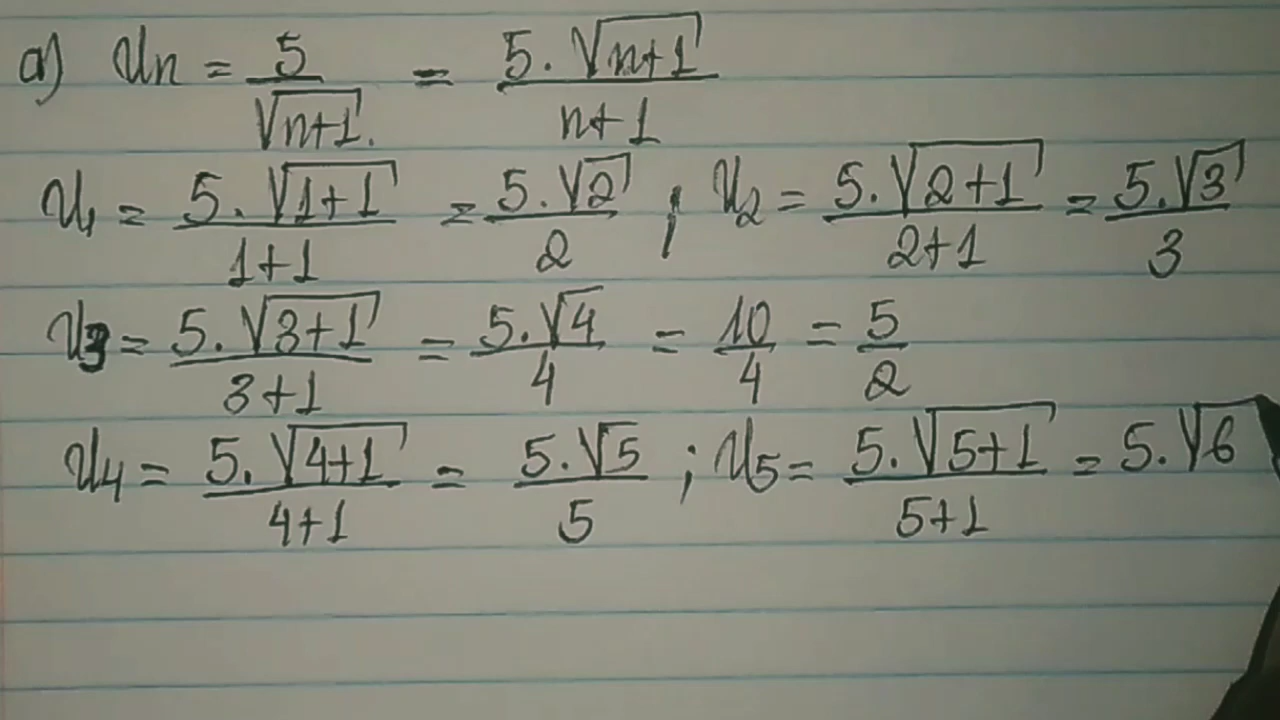 a) Un = 5/√(n+1). = 5.√(n+1)/(n+1)
U1 = 5.√(1+1)/(1+1) = 5.√2/2 ; U2 = 5.√(2+1)/(2+1) = 5.√3/3
U3 = 5.√(3+1)/(3+1) = 5.√4/4 = 10/4 = 5/2
U4 = 5.√(4+1)/(4+1) = 5.√5/5 ; U5 = 5.√(5+1)/(5+1) = 5.√6